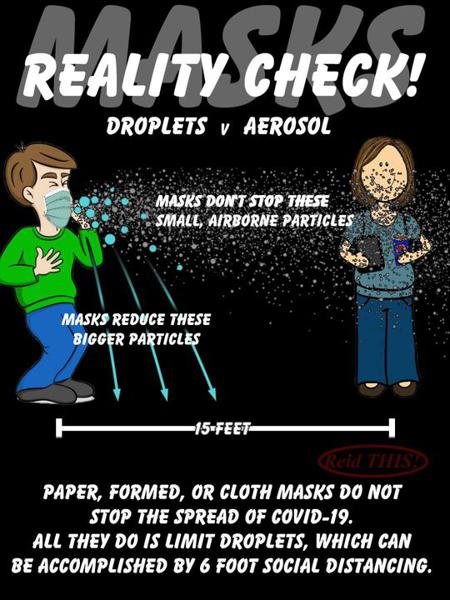 MASKS
REALITY CHECK!
DROPLETS v AEROSOL
MASKS DON'T STOP THESE
SMALL, AIRBORNE PARTICLES
MASKS REDUCE THESE
BIGGER PARTICLES
15 FEET
Reid THIS!
PAPER, FORMED, OR CLOTH MASKS DO NOT
STOP THE SPREAD OF COVID-19.
ALL THEY DO IS LIMIT DROPLETS, WHICH CAN
BE ACCOMPLISHED BY 6 FOOT SOCIAL DISTANCING.